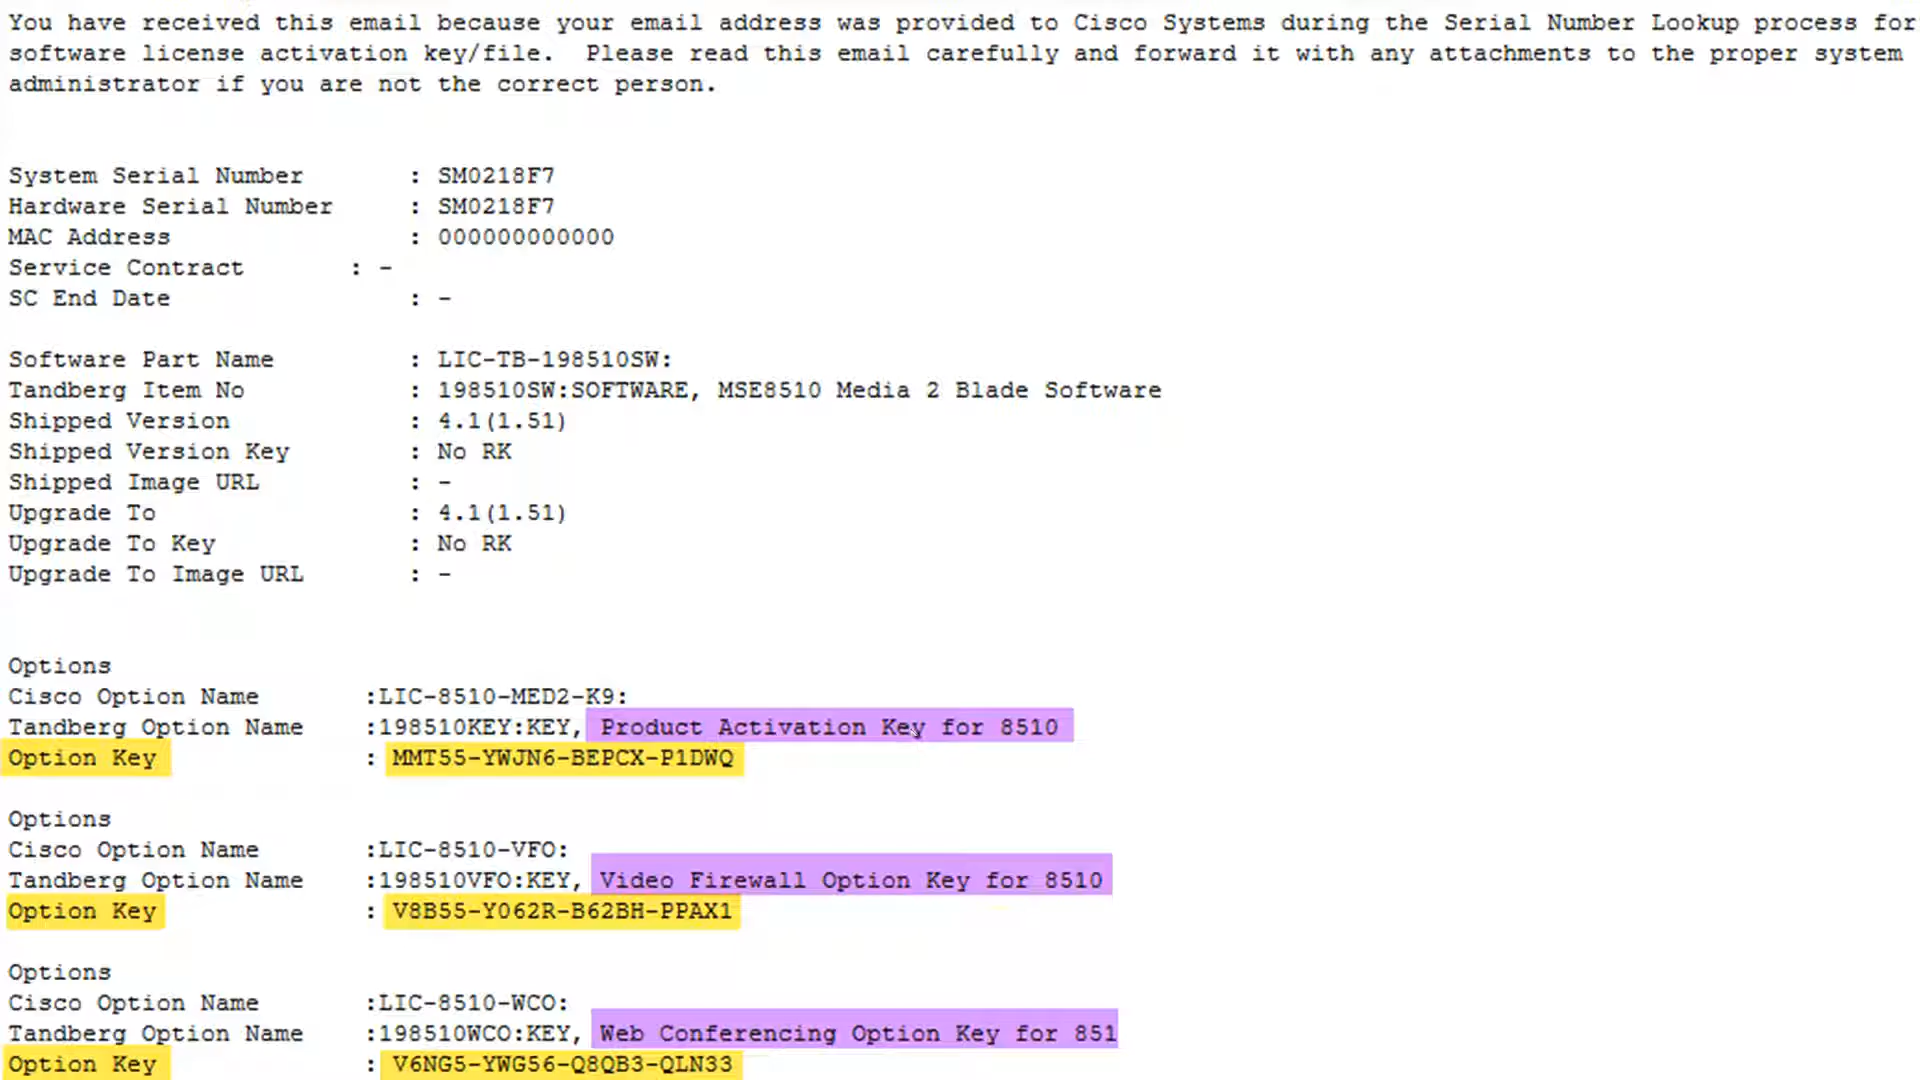 You have received this email because your email address was provided to Cisco Systems during the Serial Number Lookup process for
software license activation key/file.  Please read this email carefully and forward it with any attachments to the proper system
administrator if you are not the correct person.
System Serial Number : SM0218F7
Hardware Serial Number : SM0218F7
MAC Address : 000000000000
Service Contract : -
SC End Date : -
Software Part Name : LIC-TB-198510SW:
Tandberg Item No : 198510SW:SOFTWARE, MSE8510 Media 2 Blade Software
Shipped Version : 4.1(1.51)
Shipped Version Key : No RK
Shipped Image URL : -
Upgrade To : 4.1(1.51)
Upgrade To Key : No RK
Upgrade To Image URL : -
Options
Cisco Option Name :LIC-8510-MED2-K9:
Tandberg Option Name :198510KEY:KEY, Product Activation Key for 8510
Option Key : MMT55-YWJN6-BEPCX-P1DWQ
Options
Cisco Option Name :LIC-8510-VFO:
Tandberg Option Name :198510VFO:KEY, Video Firewall Option Key for 8510
Option Key : V8B55-Y062R-B62BH-PPAX1
Options
Cisco Option Name :LIC-8510-WCO:
Tandberg Option Name :198510WCO:KEY, Web Conferencing Option Key for 851
Option Key : V6NG5-YWG56-Q8QB3-QLN33